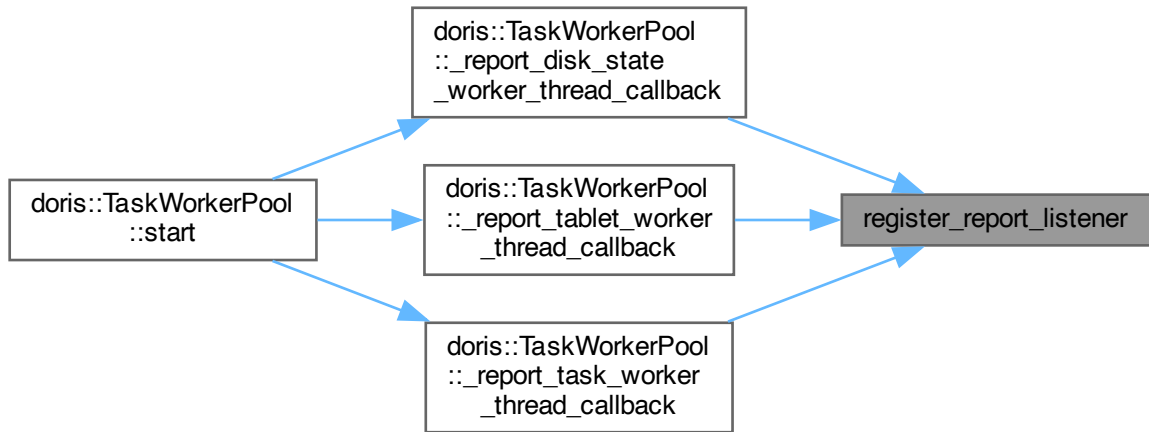 doris::TaskWorkerPool
::_report_disk_state
_worker_thread_callback
doris::TaskWorkerPool
::start
doris::TaskWorkerPool
::_report_tablet_worker
_thread_callback
register_report_listener
doris::TaskWorkerPool
::_report_task_worker
_thread_callback